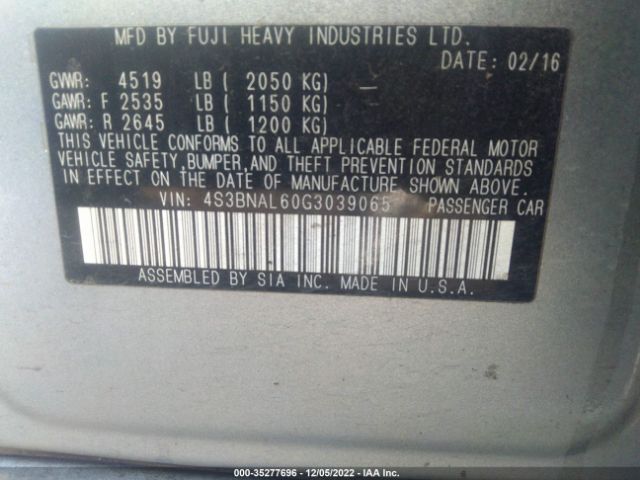 MFD BY FUJI HEAVY INDUSTRIES LTD.
DATE: 02/16
GVWR: 4519 LB ( 2050 KG)
GAWR: F 2535 LB ( 1150 KG)
GAWR: R 2645 LB ( 1200 KG)
THIS VEHICLE CONFORMS TO ALL APPLICABLE FEDERAL MOTOR
VEHICLE SAFETY,BUMPER,AND THEFT PREVENTION STANDARDS
IN EFFECT ON THE DATE OF MANUFACTURE SHOWN ABOVE.
VIN: 4S3BNAL60G3039065 PASSENGER CAR
ASSEMBLED BY SIA INC. MADE IN U.S.A.
000-35277696 - 12/05/2022 - IAA Inc.